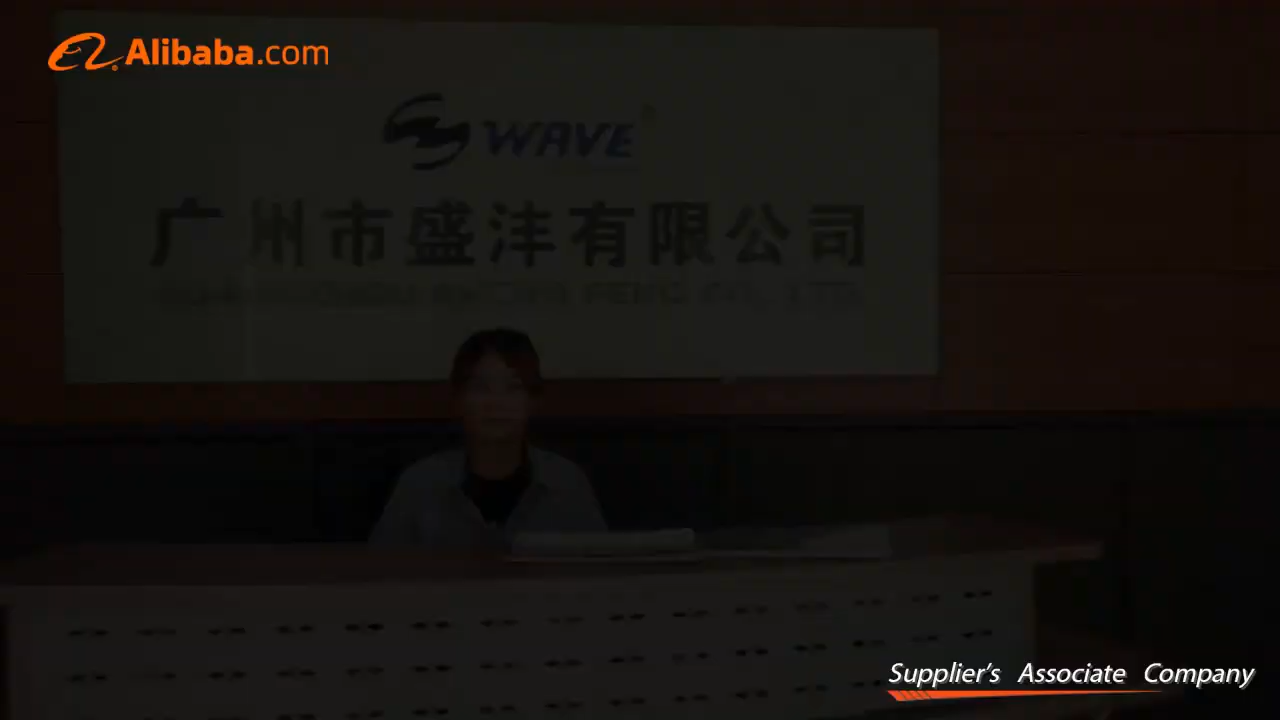 Alibaba.com
WAVE
广州市盛沣有限公司
Supplier's Associate Company